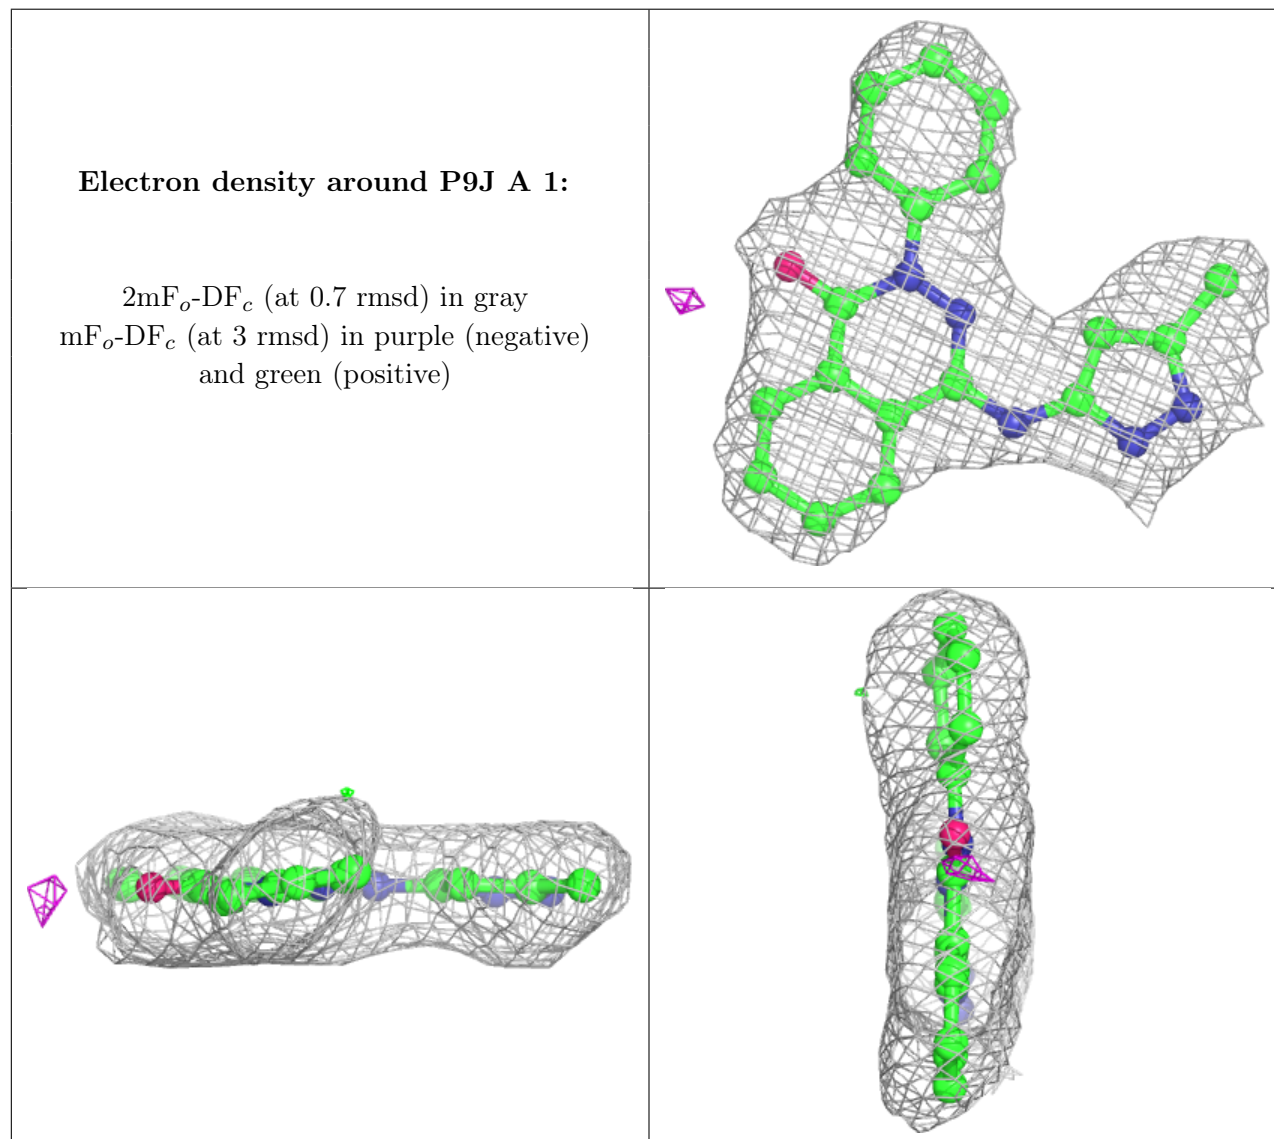 Electron density around P9J A 1:
2mFo-DFc (at 0.7 rmsd) in gray
mFo-DFc (at 3 rmsd) in purple (negative)
and green (positive)